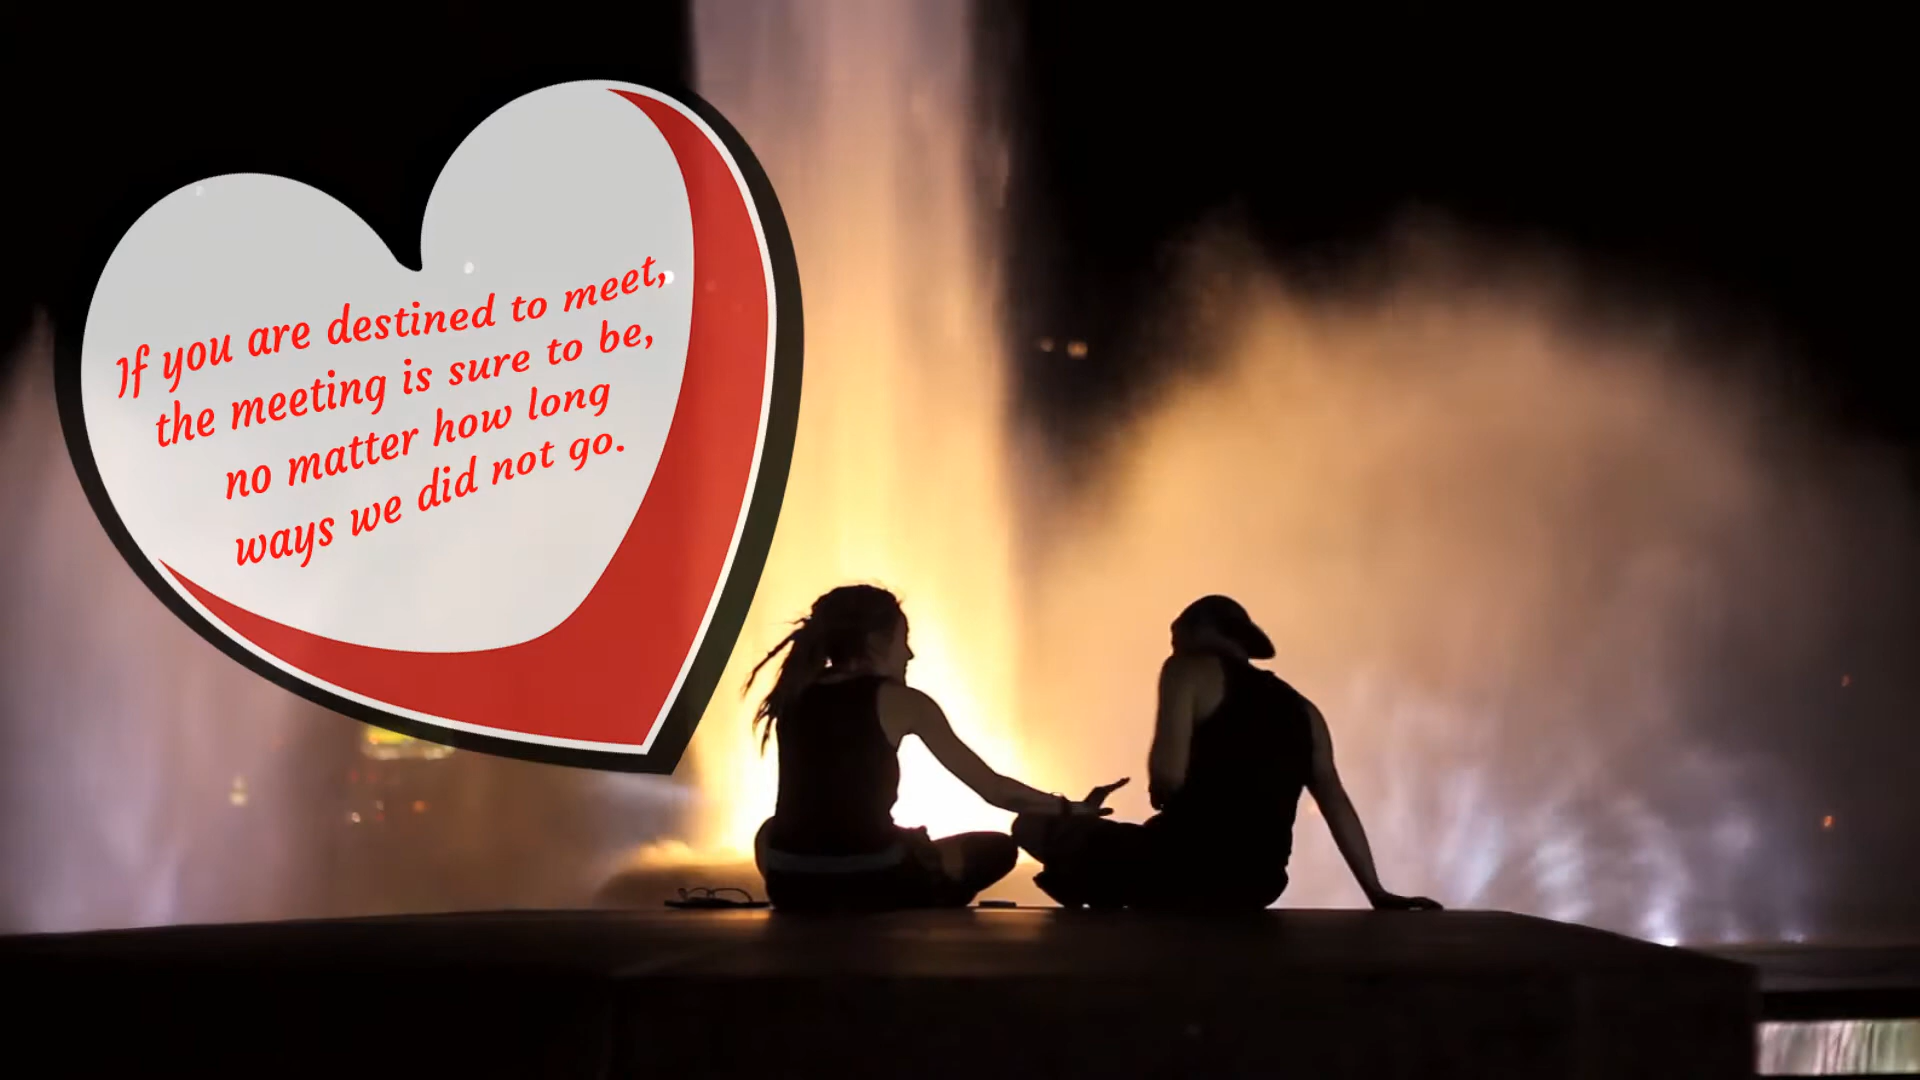 If you are destined to meet,
the meeting is sure to be,
no matter how long
ways we did not go.